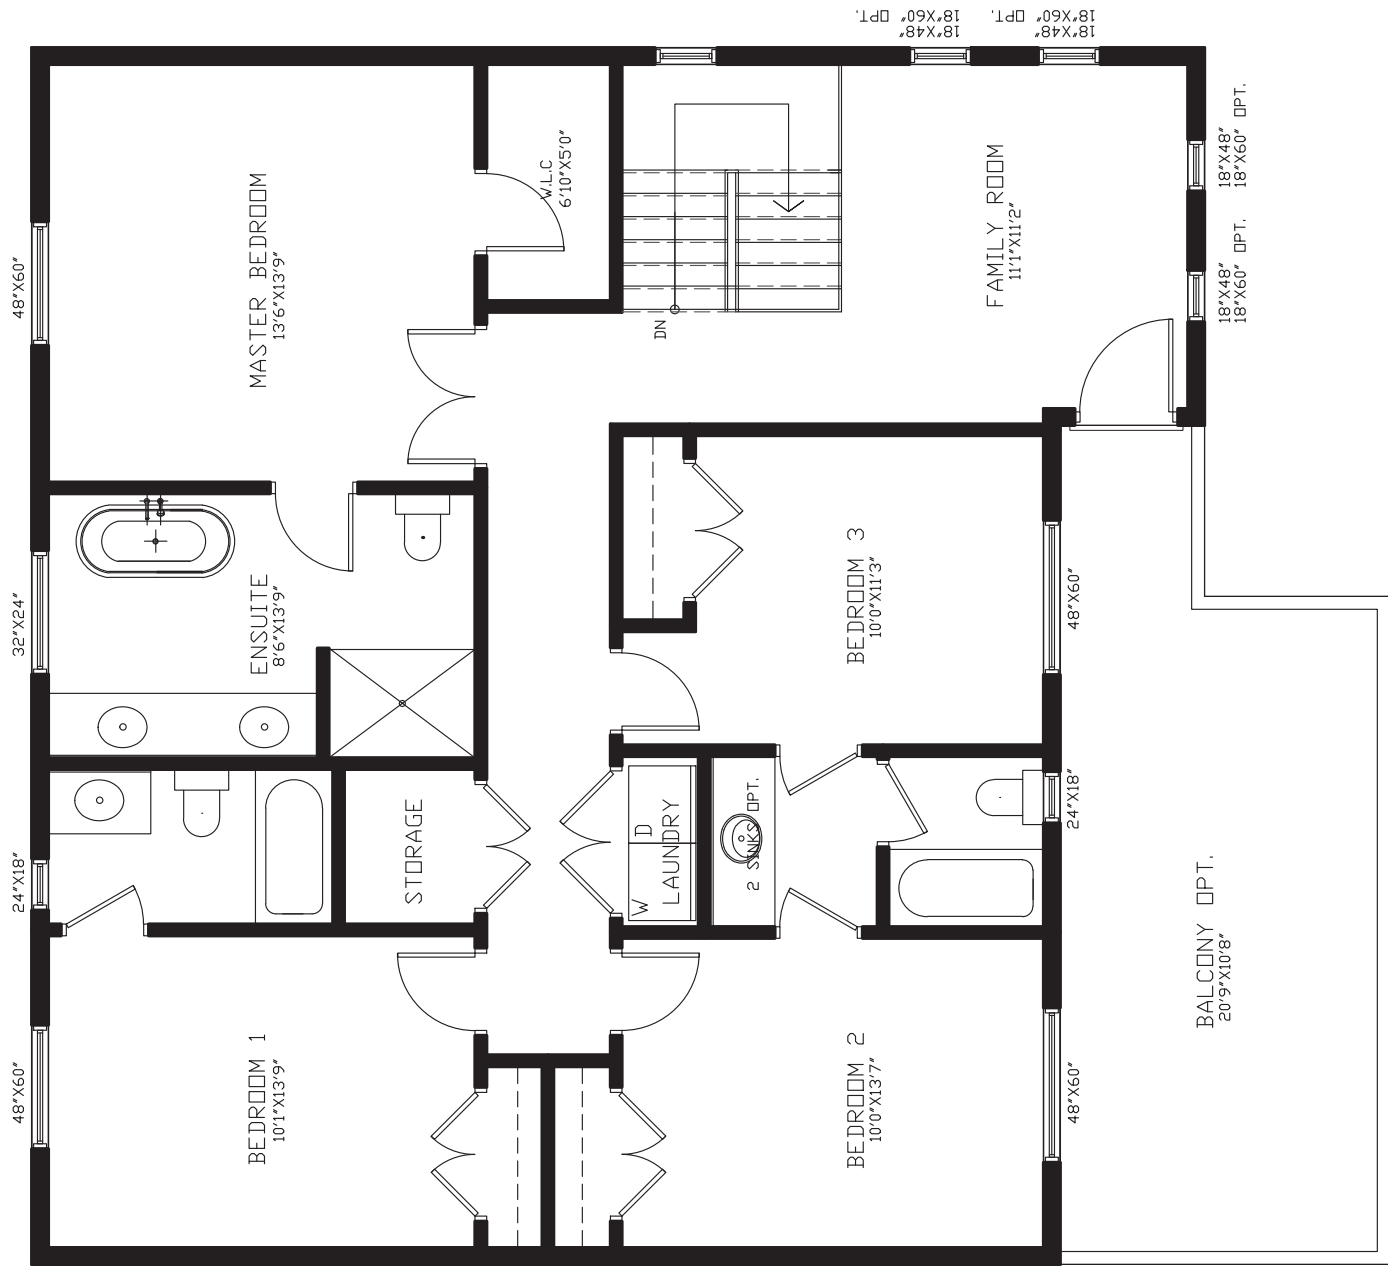 18"X48"
18"X60" OPT.
18"X48"
18"X60" OPT.
18"X48"
18"X60" OPT.
18"X48"
18"X60" OPT.
48"X60"
MASTER BEDROOM
13'6"X13'9"
W.L.C
6'10"X5'0"
DN
FAMILY ROOM
11'1"X11'2"
32"X24"
ENSUITE
8'6"X13'9"
BEDROOM 3
10'0"X11'3"
48"X60"
24"X18"
STORAGE
W D
LAUNDRY
2 SINKS OPT.
24"X18"
48"X60"
BEDROOM 1
10'1"X13'9"
BEDROOM 2
10'0"X13'7"
48"X60"
BALCONY OPT.
20'9"X10'8"